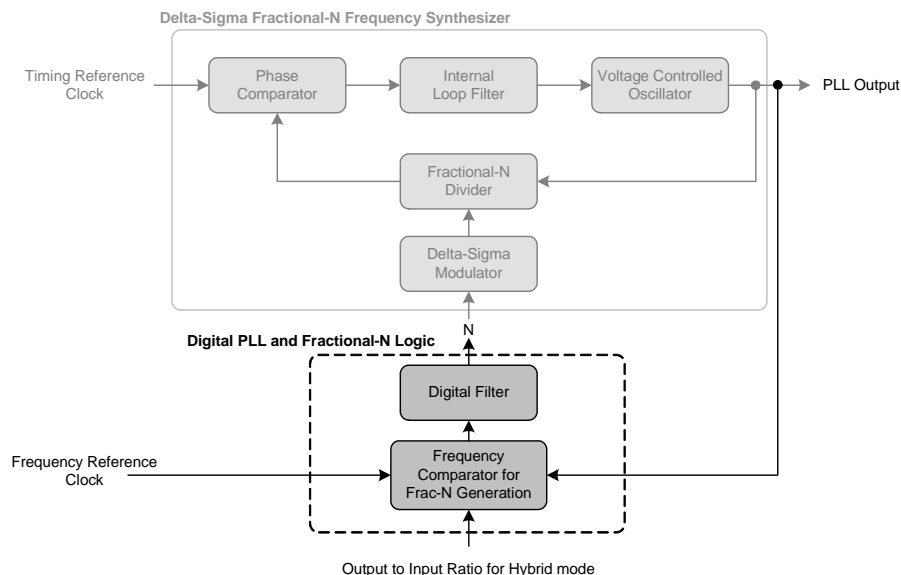 Delta-Sigma Fractional-N Frequency Synthesizer
Timing Reference
Clock
Phase
Comparator
Internal
Loop Filter
Voltage Controlled
Oscillator
PLL Output
Fractional-N
Divider
Delta-Sigma
Modulator
N
Digital PLL and Fractional-N Logic
Digital Filter
Frequency Reference
Clock
Frequency
Comparator for
Frac-N Generation
Output to Input Ratio for Hybrid mode